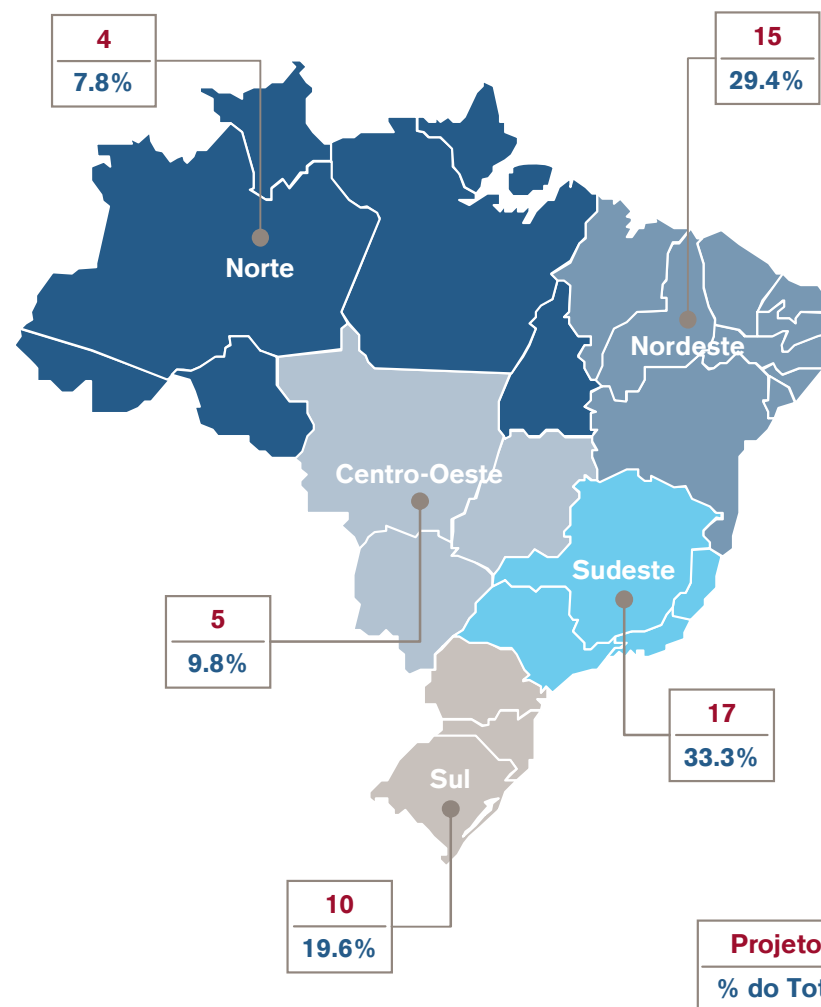 4
7.8%
15
29.4%
Norte
Nordeste
Centro-Oeste
Sudeste
5
9.8%
17
33.3%
Sul
10
19.6%
Projeto
% do Tot